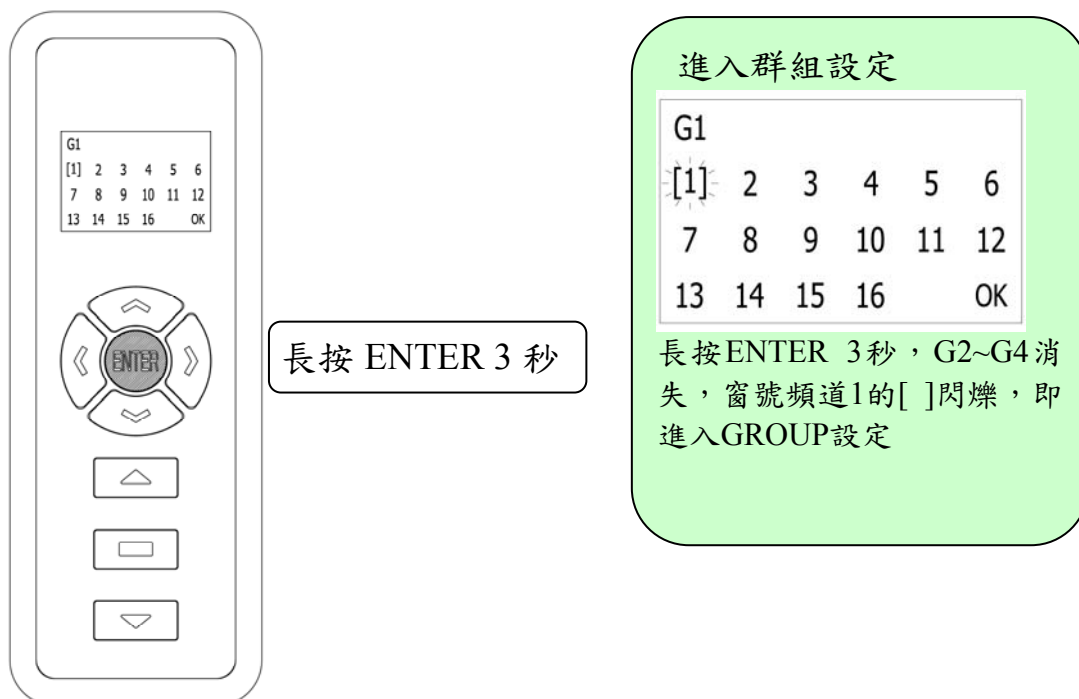 G1
[1] 2 3 4 5 6
7 8 9 10 11 12
13 14 15 16 OK
ENTER
長按 ENTER 3 秒
進入群組設定
G1
[1] 2 3 4 5 6
7 8 9 10 11 12
13 14 15 16 OK
長按ENTER 3秒，G2~G4消
失，窗號頻道1的[ ]閃爍，即
進入GROUP設定